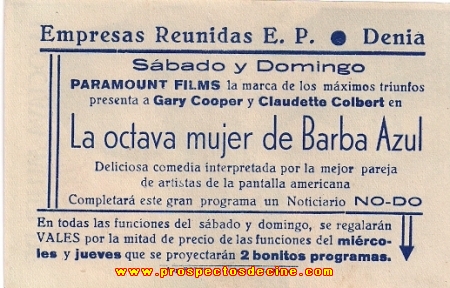 Empresas Reunidas E. P. ● Denia
Sábado y Domingo
PARAMOUNT FILMS la marca de los máximos triunfos
presenta a Gary Cooper y Claudette Colbert en
La octava mujer de Barba Azul
Deliciosa comedia interpretada por la mejor pareja
de artistas de la pantalla americana
Completará este gran programa un Noticiario NO-DO
En todas las funciones del sábado y domingo, se regalarán
VALES por la mitad de precio de las funciones del miérco-
les y jueves que se proyectarán 2 bonitos programas.
www.prospectosdecine.com